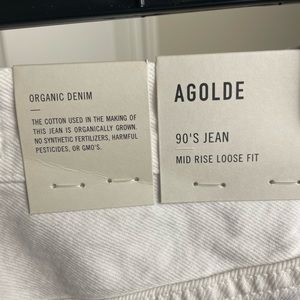 ORGANIC DENIM
THE COTTON USED IN THE MAKING OF
THIS JEAN IS ORGANICALLY GROWN.
NO SYNTHETIC FERTILIZERS, HARMFUL
PESTICIDES, OR GMO'S.
AGOLDE
90'S JEAN
MID RISE LOOSE FIT